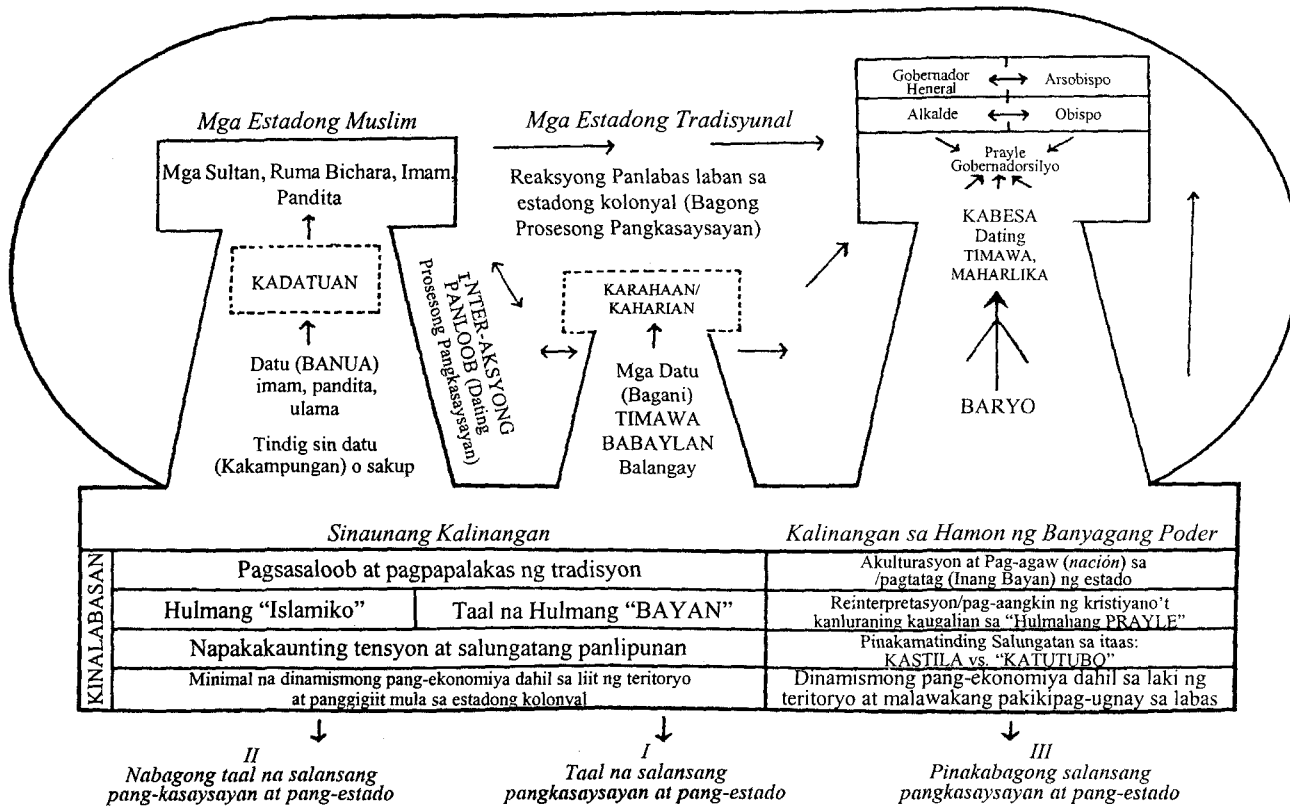 Mga Estadong Muslim
Mga Sultan, Ruma Bichara, Imam,
Pandita
KADATUAN
Datu (BANUA)
imam, pandita,
ulama
Tindig sin datu
(Kakampungan) o sakup
INTER-AKSYONG
PANLOOB (Dating
Prosesong Pangkasaysayan)
Mga Estadong Tradisyunal
Reaksyong Panlabas laban sa
estadong kolonyal (Bagong
Prosesong Pangkasaysayan)
KARAHAAN/
KAHARIAN
Mga Datu
(Bagani)
TIMAWA
BABAYLAN
Balangay
Gobernador
Heneral
Arsobispo
Alkalde
Obispo
Prayle
Gobernadorsilyo
KABESA
Dating
TIMAWA,
MAHARLIKA
BARYO
Sinaunang Kalinangan
Kalinangan sa Hamon ng Banyagang Poder
KINALABASAN
Pagsasaloob at pagpapalakas ng tradisyon
Akulturasyon at Pag-agaw (nación) sa
/pagtatag (Inang Bayan) ng estado
Hulmang “Islamiko”
Taal na Hulmang “BAYAN”
Reinterpretasyon/pag-aangkin ng kristiyano’t
kanluraning kaugalian sa “Hulmahang PRAYLE”
Napakakaunting tensyon at salungatang panlipunan
Pinakamatinding Salungatan sa itaas:
KASTILA vs. “KATUTUBO”
Minimal na dinamismong pang-ekonomiya dahil sa liit ng teritoryo
at panggigiit mula sa estadong kolonyal
Dinamismong pang-ekonomiya dahil sa laki ng
teritoryo at malawakang pakikipag-ugnay sa labas
II
Nabagong taal na salansang
pang-kasaysayan at pang-estado
I
Taal na salansang
pangkasaysayan at pang-estado
III
Pinakabagong salansang
pangkasaysayan at pang-estado